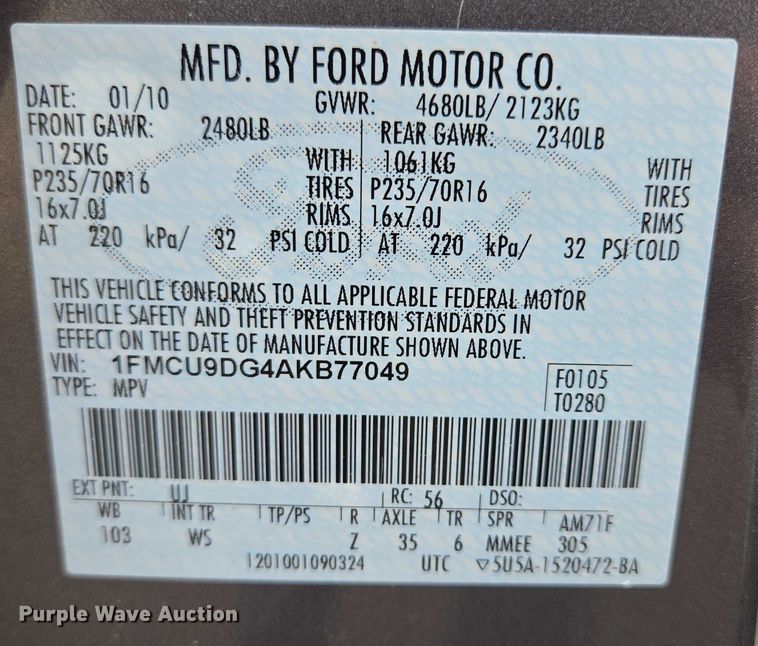 MFD. BY FORD MOTOR CO.
DATE: 01/10 GVWR: 4680LB/ 2123KG
FRONT GAWR: 2480LB REAR GAWR: 2340LB
1125KG WITH 1061KG WITH
P235/70R16 TIRES P235/70R16 TIRES
16x7.0J RIMS 16x7.0J RIMS
AT 220 kPa/ 32 PSI COLD AT 220 kPa/ 32 PSI COLD
THIS VEHICLE CONFORMS TO ALL APPLICABLE FEDERAL MOTOR
VEHICLE SAFETY AND THEFT PREVENTION STANDARDS IN
EFFECT ON THE DATE OF MANUFACTURE SHOWN ABOVE.
VIN: 1FMCU9DG4AKB77049 F0105
TYPE: MPV T0280
EXT PNT: UJ RC: 56 DSO:
WB INT TR TP/PS R AXLE TR SPR AM71F
103 WS Z 35 6 MMEE 305
1201001090324 UTC ▽5U5A-1520472-BA
Purple Wave Auction